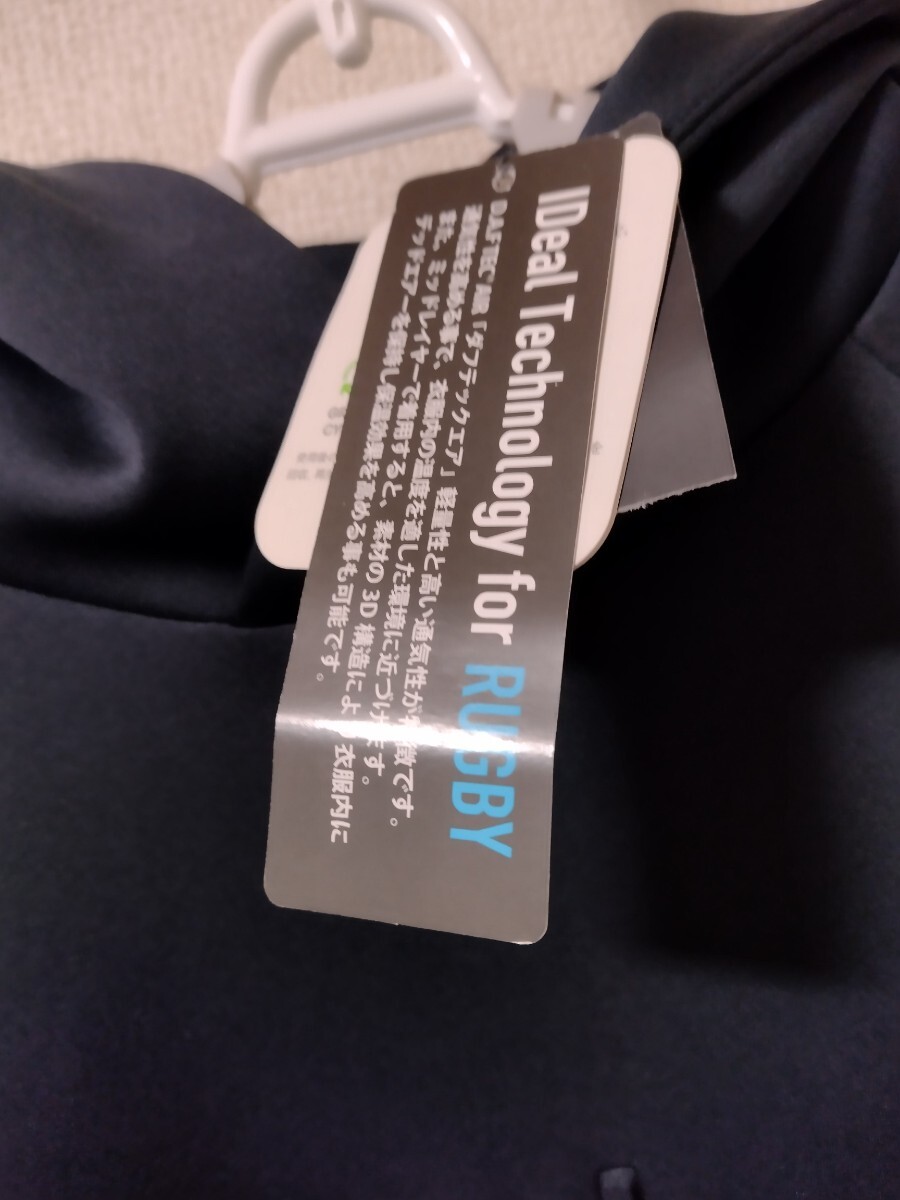 IDeal Technology for RUGBY
DAFTEC AIR「ダフテックエア」軽量性と高い通気性が特徴です。
運動性を高める事で、衣服内の温度を適した環境に近づけます。
また、ミッドレイヤーで着用すると、素材の3D構造により衣服内に
デッドエアーを保持し保温効果を高める事も可能です。